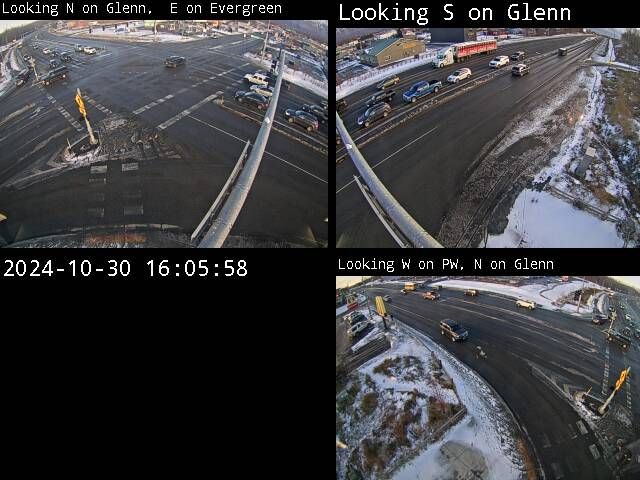 Looking N on Glenn,  E on Evergreen
Looking S on Glenn
2024-10-30 16:05:58
Looking W on PW, N on Glenn